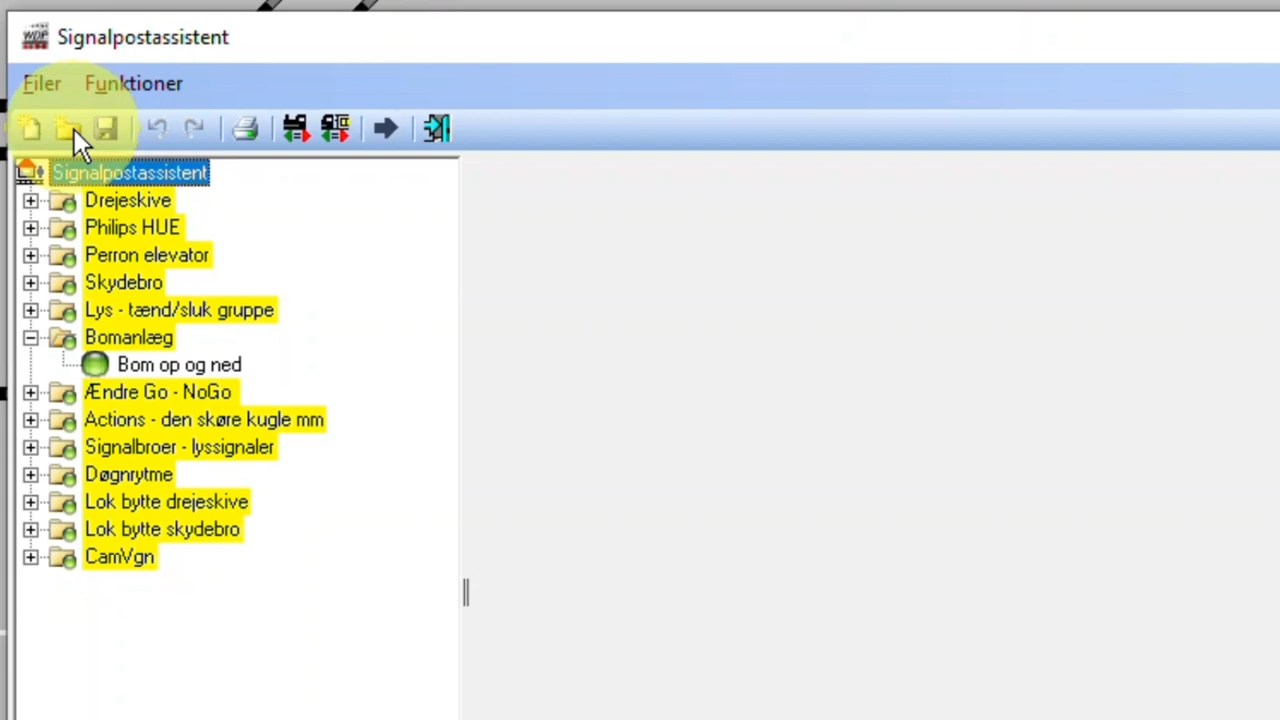 WDP
Signalpostassistent
Filer Funktioner
Signalpostassistent
Drejeskive
Philips HUE
Perron elevator
Skydebro
Lys - tænd/sluk gruppe
Bomanlæg
Bom op og ned
Ændre Go - NoGo
Actions - den skøre kugle mm
Signalbroer - lyssignaler
Døgnrytme
Lok bytte drejeskive
Lok bytte skydebro
CamVgn